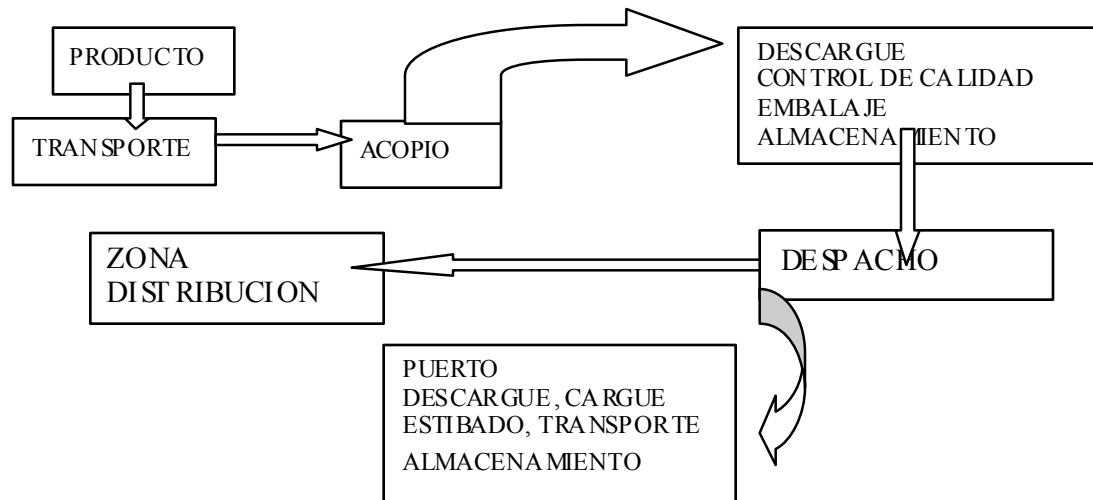 PRODUCTO
TRANSPORTE
ACOPIO
DESCARGUE
CONTROL DE CALIDAD
EMBALAJE
ALMACENAMIENTO
ZONA
DISTRIBUCION
DESPACHO
PUERTO
DESCARGUE, CARGUE
ESTIBADO, TRANSPORTE
ALMACENAMIENTO